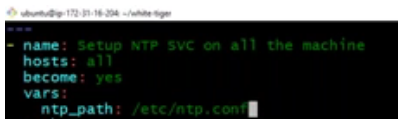 ubuntu@ip-172-31-16-204: ~/white-tiger
---
- name: Setup NTP SVC on all the machine
hosts: all
become: yes
vars:
ntp_path: /etc/ntp.conf